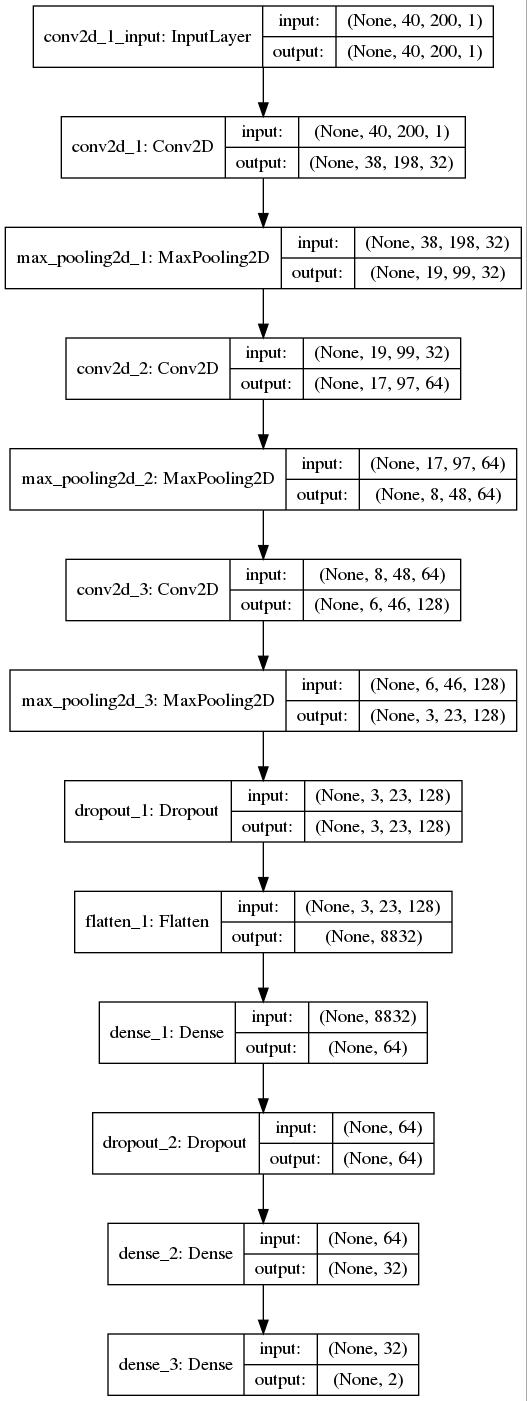 conv2d_1_input: InputLayer
input: (None, 40, 200, 1)
output: (None, 40, 200, 1)
conv2d_1: Conv2D
input: (None, 40, 200, 1)
output: (None, 38, 198, 32)
max_pooling2d_1: MaxPooling2D
input: (None, 38, 198, 32)
output: (None, 19, 99, 32)
conv2d_2: Conv2D
input: (None, 19, 99, 32)
output: (None, 17, 97, 64)
max_pooling2d_2: MaxPooling2D
input: (None, 17, 97, 64)
output: (None, 8, 48, 64)
conv2d_3: Conv2D
input: (None, 8, 48, 64)
output: (None, 6, 46, 128)
max_pooling2d_3: MaxPooling2D
input: (None, 6, 46, 128)
output: (None, 3, 23, 128)
dropout_1: Dropout
input: (None, 3, 23, 128)
output: (None, 3, 23, 128)
flatten_1: Flatten
input: (None, 3, 23, 128)
output: (None, 8832)
dense_1: Dense
input: (None, 8832)
output: (None, 64)
dropout_2: Dropout
input: (None, 64)
output: (None, 64)
dense_2: Dense
input: (None, 64)
output: (None, 32)
dense_3: Dense
input: (None, 32)
output: (None, 2)